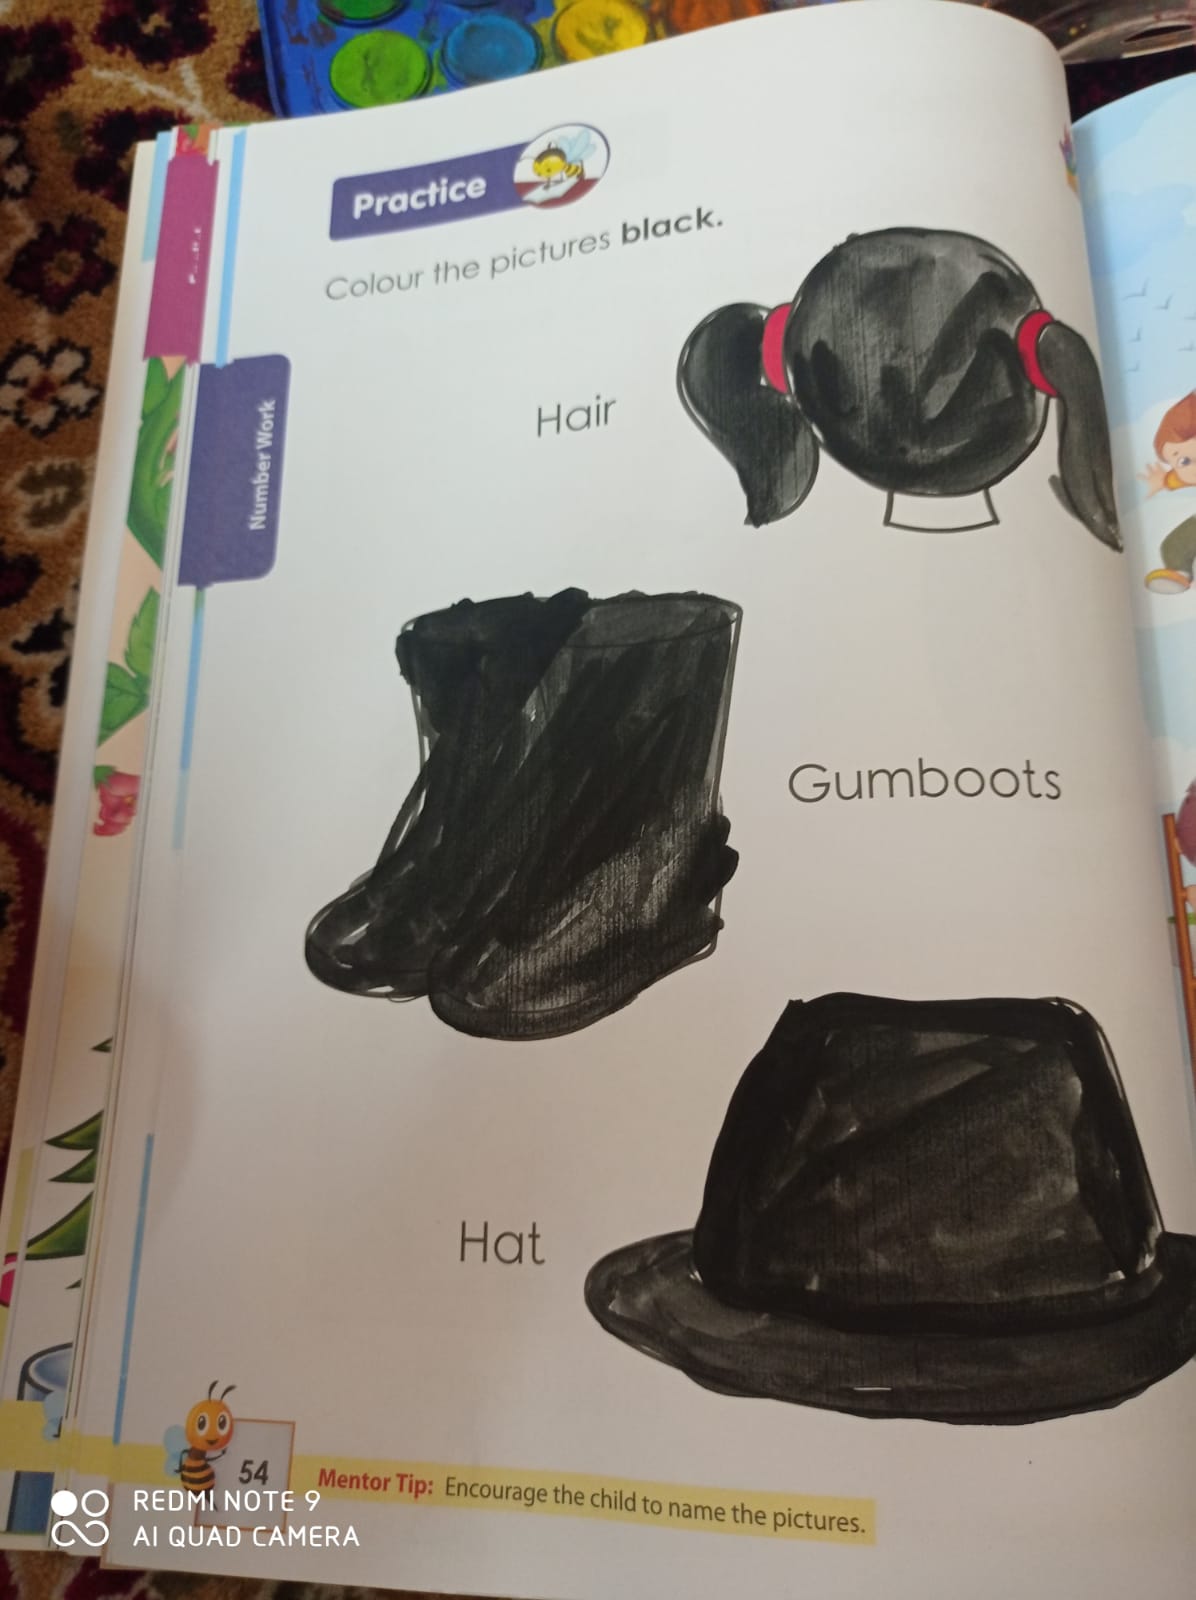 Practice
Colour the pictures black.
Hair
Number Work
Gumboots
Hat
54
Mentor Tip: Encourage the child to name the pictures.
REDMI NOTE 9
AI QUAD CAMERA